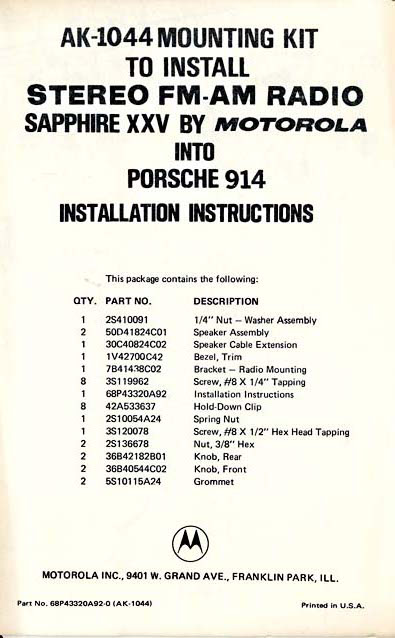 AK-1044 MOUNTING KIT
TO INSTALL
STEREO FM-AM RADIO
SAPPHIRE XXV BY MOTOROLA
INTO
PORSCHE 914
INSTALLATION INSTRUCTIONS
This package contains the following:
QTY. PART NO. DESCRIPTION
1 2S410091 1/4" Nut – Washer Assembly
2 50D41824C01 Speaker Assembly
1 30C40824C02 Speaker Cable Extension
1 1V42700C42 Bezel, Trim
1 7B41438C02 Bracket – Radio Mounting
8 3S119962 Screw, #8 X 1/4" Tapping
1 68P43320A92 Installation Instructions
8 42A533637 Hold-Down Clip
1 2S10054A24 Spring Nut
1 3S120078 Screw, #8 X 1/2" Hex Head Tapping
2 2S136678 Nut, 3/8" Hex
2 36B42182B01 Knob, Rear
2 36B40544C02 Knob, Front
2 5S10115A24 Grommet
MOTOROLA INC., 9401 W. GRAND AVE., FRANKLIN PARK, ILL.
Part No. 68P43320A92-0 (AK-1044) Printed in U.S.A.